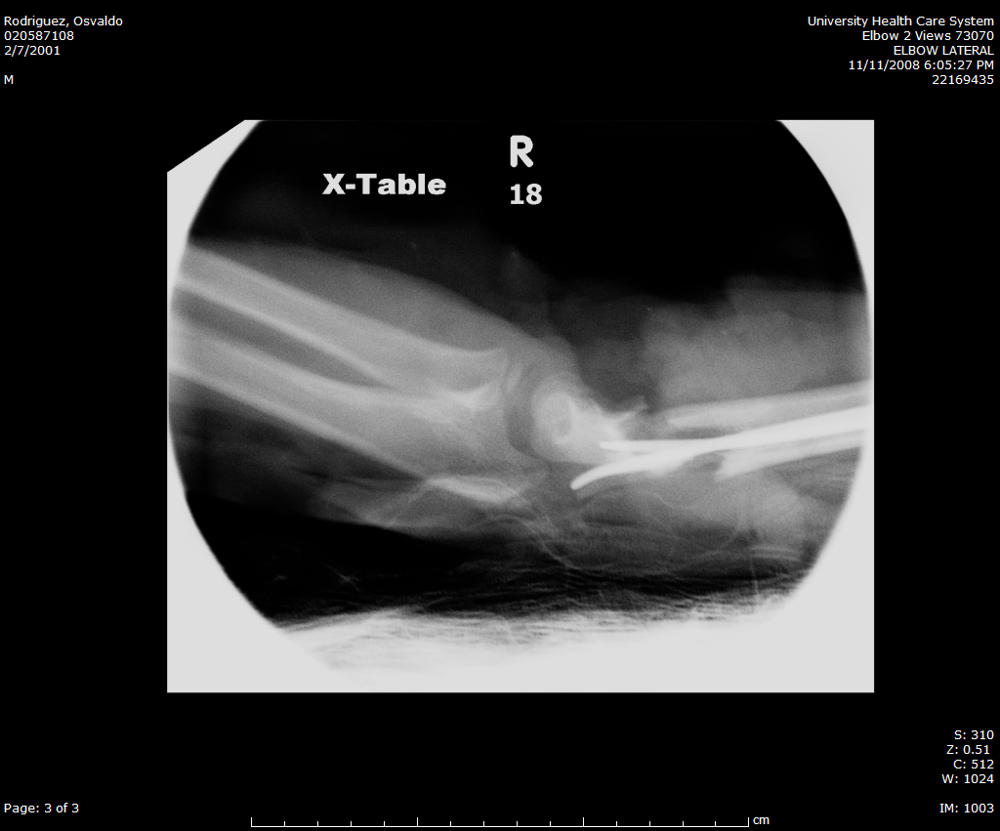 Rodriguez, Osvaldo
020587108
2/7/2001
M
University Health Care System
Elbow 2 Views 73070
ELBOW LATERAL
11/11/2008 6:05:27 PM
22169435
R
X-Table
18
S: 310
Z: 0.51
C: 512
W: 1024
Page: 3 of 3
IM: 1003
cm